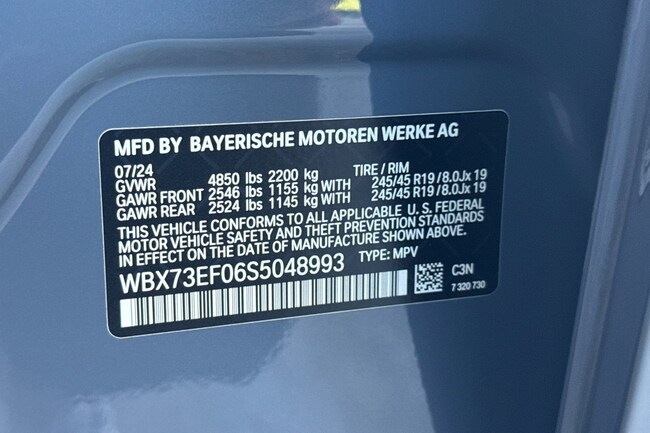 MFD BY BAYERISCHE MOTOREN WERKE AG
07/24 TIRE / RIM
GVWR 4850 lbs 2200 kg
GAWR FRONT 2546 lbs 1155 kg WITH 245/45 R19 / 8.0Jx 19
GAWR REAR 2524 lbs 1145 kg WITH 245/45 R19 / 8.0Jx 19
THIS VEHICLE CONFORMS TO ALL APPLICABLE U. S. FEDERAL
MOTOR VEHICLE SAFETY AND THEFT PREVENTION STANDARDS
IN EFFECT ON THE DATE OF MANUFACTURE SHOWN ABOVE.
WBX73EF06S5048993 TYPE: MPV
C3N
7 320 730